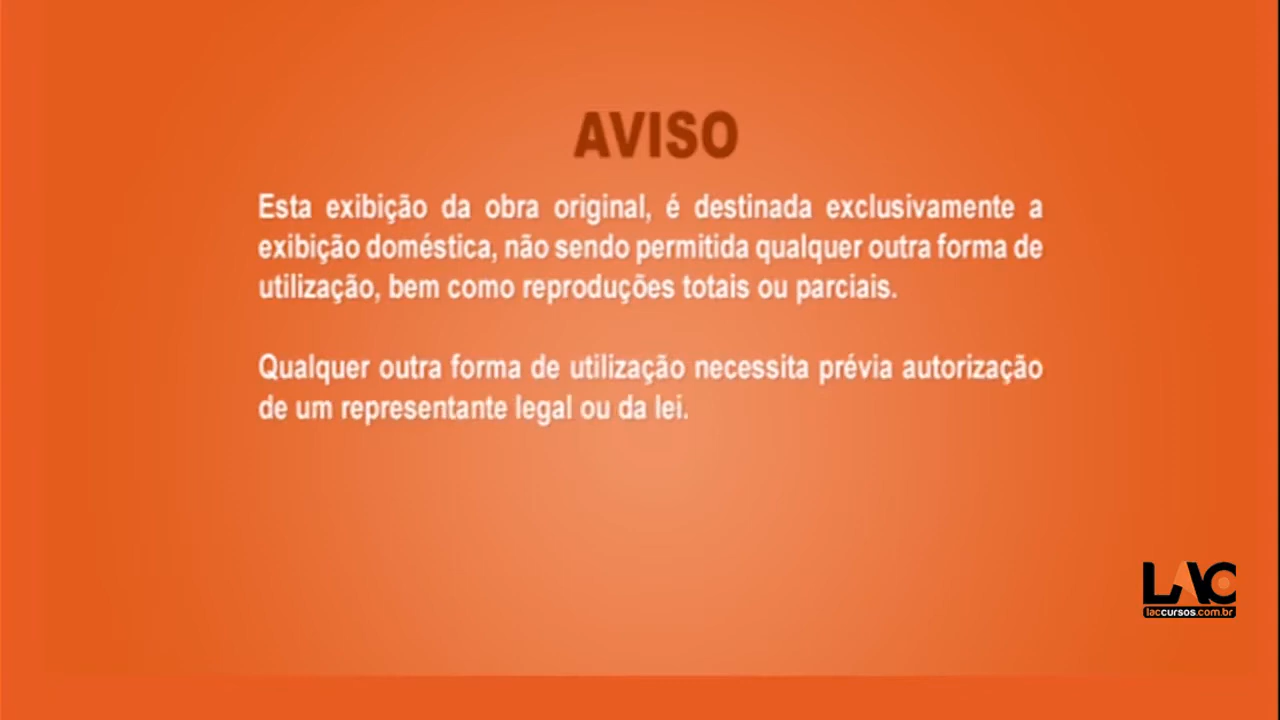 AVISO
Esta exibição da obra original, é destinada exclusivamente a
exibição doméstica, não sendo permitida qualquer outra forma de
utilização, bem como reproduções totais ou parciais.
Qualquer outra forma de utilização necessita prévia autorização
de um representante legal ou da lei.
LAC
laccursos.com.br